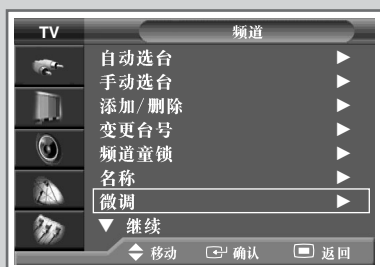 TV
频道
自动选台
手动选台
添加/删除
变更台号
频道童锁
名称
微调
继续
移动 确认 返回